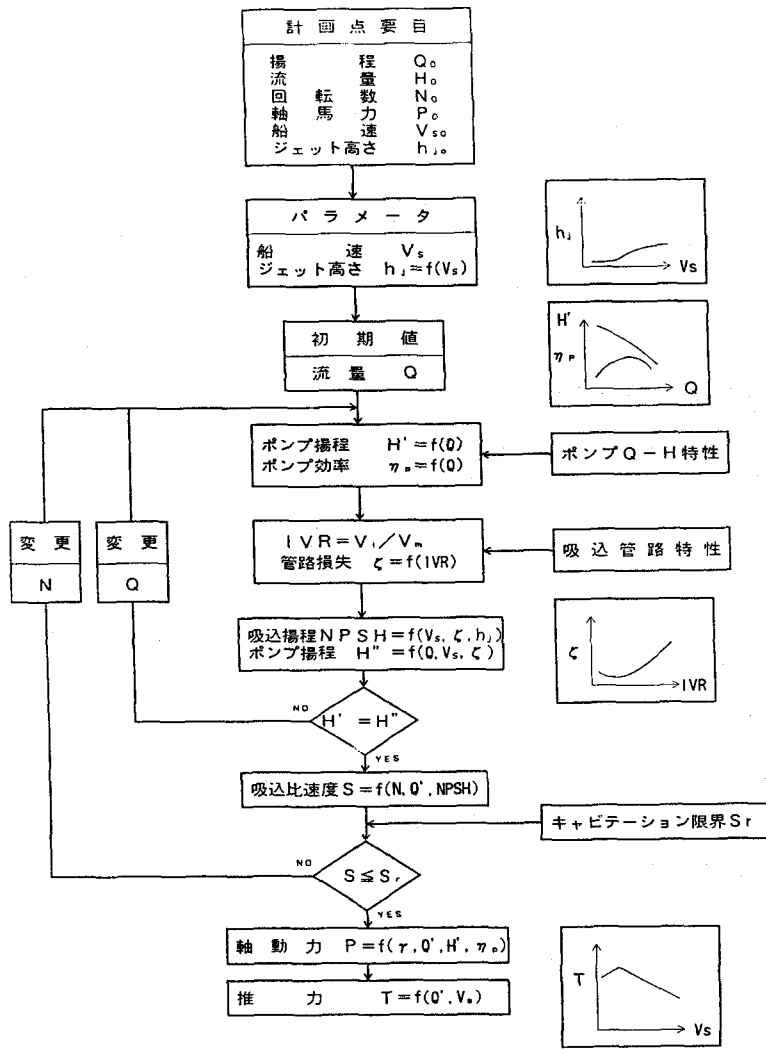 計画点要目
揚程 Q₀
流量 H₀
回転数 N₀
軸馬力 P₀
船速 Vs₀
ジェット高さ hj₀
パラメータ
船速 Vs
ジェット高さ hj=f(Vs)
hj
Vs
初期値
流量 Q
H'
ηp
Q
ポンプ揚程 H'=f(Q)
ポンプ効率 ηp=f(Q)
ポンプQ-H特性
変更
N
変更
Q
IVR=Vi/Vm
管路損失 ζ=f(IVR)
吸込管路特性
吸込揚程NPSH=f(Vs,ζ,hj)
ポンプ揚程 H"=f(Q,Vs,ζ)
ζ
IVR
NO
H'=H"
YES
吸込比速度S=f(N,Q',NPSH)
キャビテーション限界Sr
NO
S≦Sr
YES
軸動力 P=f(γ,Q',H',ηp)
推力 T=f(Q',Vs)
T
Vs